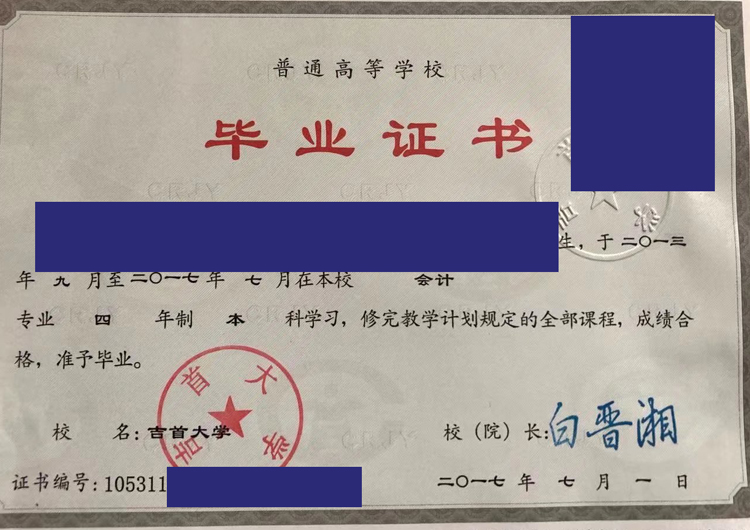 普通高等学校
毕业证书
生，于二〇一三
年 九 月至二〇一七年 七 月在本校 会计
专业 四 年制 本 科学习，修完教学计划规定的全部课程，成绩合
格，准予毕业。
吉首大学
校 名：吉首大学
校（院）长：白晋湘
证书编号：105311
二〇一七 年 七 月 一 日